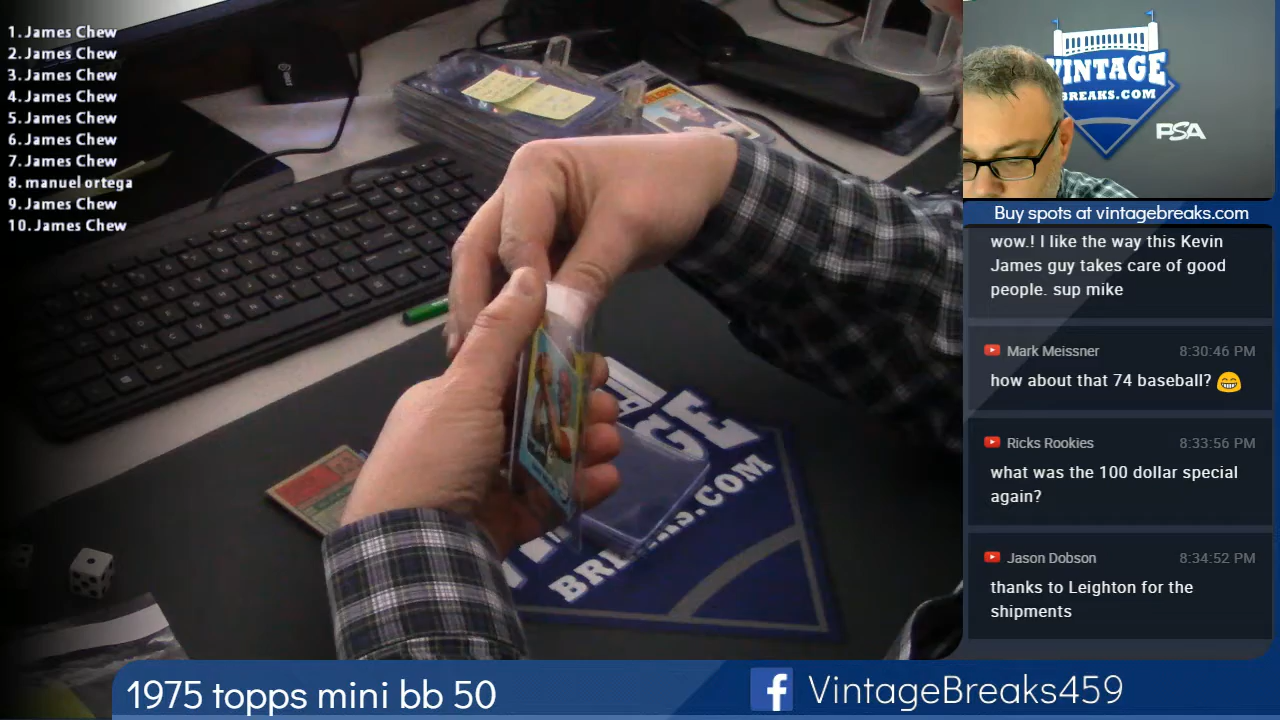 1. James Chew
2. James Chew
3. James Chew
4. James Chew
5. James Chew
6. James Chew
7. James Chew
8. manuel ortega
9. James Chew
10. James Chew
VINTAGE
BREAKS.COM
PSA
Buy spots at vintagebreaks.com
wow.! I like the way this Kevin
James guy takes care of good
people. sup mike
Mark Meissner 8:30:46 PM
how about that 74 baseball? 😁
Ricks Rookies 8:33:56 PM
what was the 100 dollar special
again?
Jason Dobson 8:34:52 PM
thanks to Leighton for the
shipments
1975 topps mini bb 50
VintageBreaks459